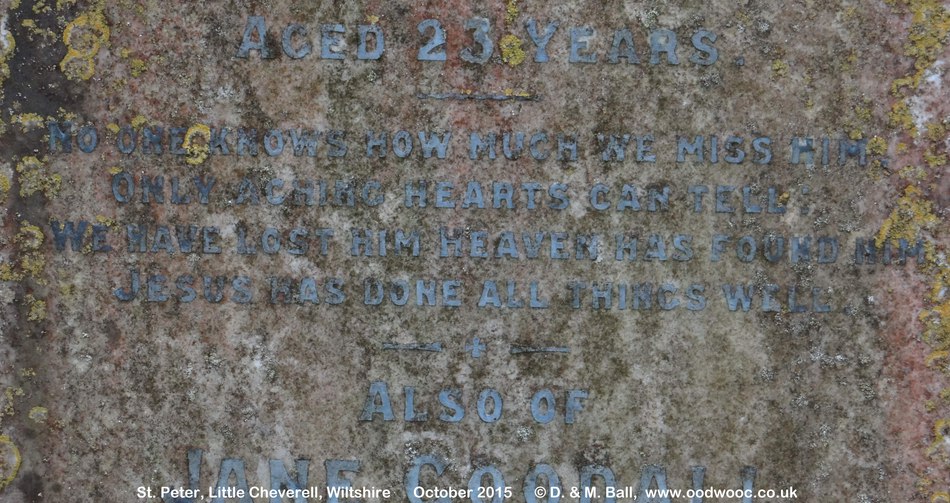 AGED 23 YEARS.
NO ONE KNOWS HOW MUCH WE MISS HIM,
ONLY ACHING HEARTS CAN TELL:
WE HAVE LOST HIM HEAVEN HAS FOUND HIM
JESUS HAS DONE ALL THINGS WELL.
ALSO OF
JANE GOODALL
St. Peter, Little Cheverell, Wiltshire October 2015 © D. & M. Ball, www.oodwooc.co.uk